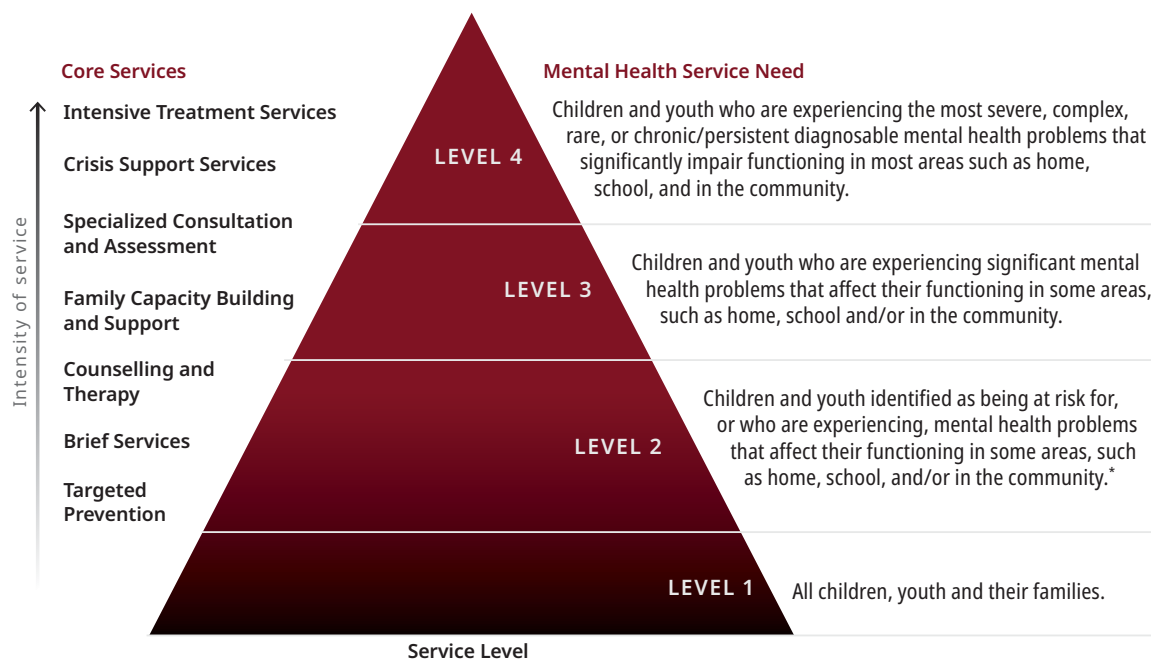 Core Services
Intensive Treatment Services
Crisis Support Services
Specialized Consultation
and Assessment
Family Capacity Building
and Support
Counselling and
Therapy
Brief Services
Targeted
Prevention
Intensity of service
LEVEL 4
LEVEL 3
LEVEL 2
LEVEL 1
Service Level
Mental Health Service Need
Children and youth who are experiencing the most severe, complex,
rare, or chronic/persistent diagnosable mental health problems that
significantly impair functioning in most areas such as home,
school, and in the community.
Children and youth who are experiencing significant mental
health problems that affect their functioning in some areas,
such as home, school and/or in the community.
Children and youth identified as being at risk for,
or who are experiencing, mental health problems
that affect their functioning in some areas, such
as home, school, and/or in the community.*
All children, youth and their families.